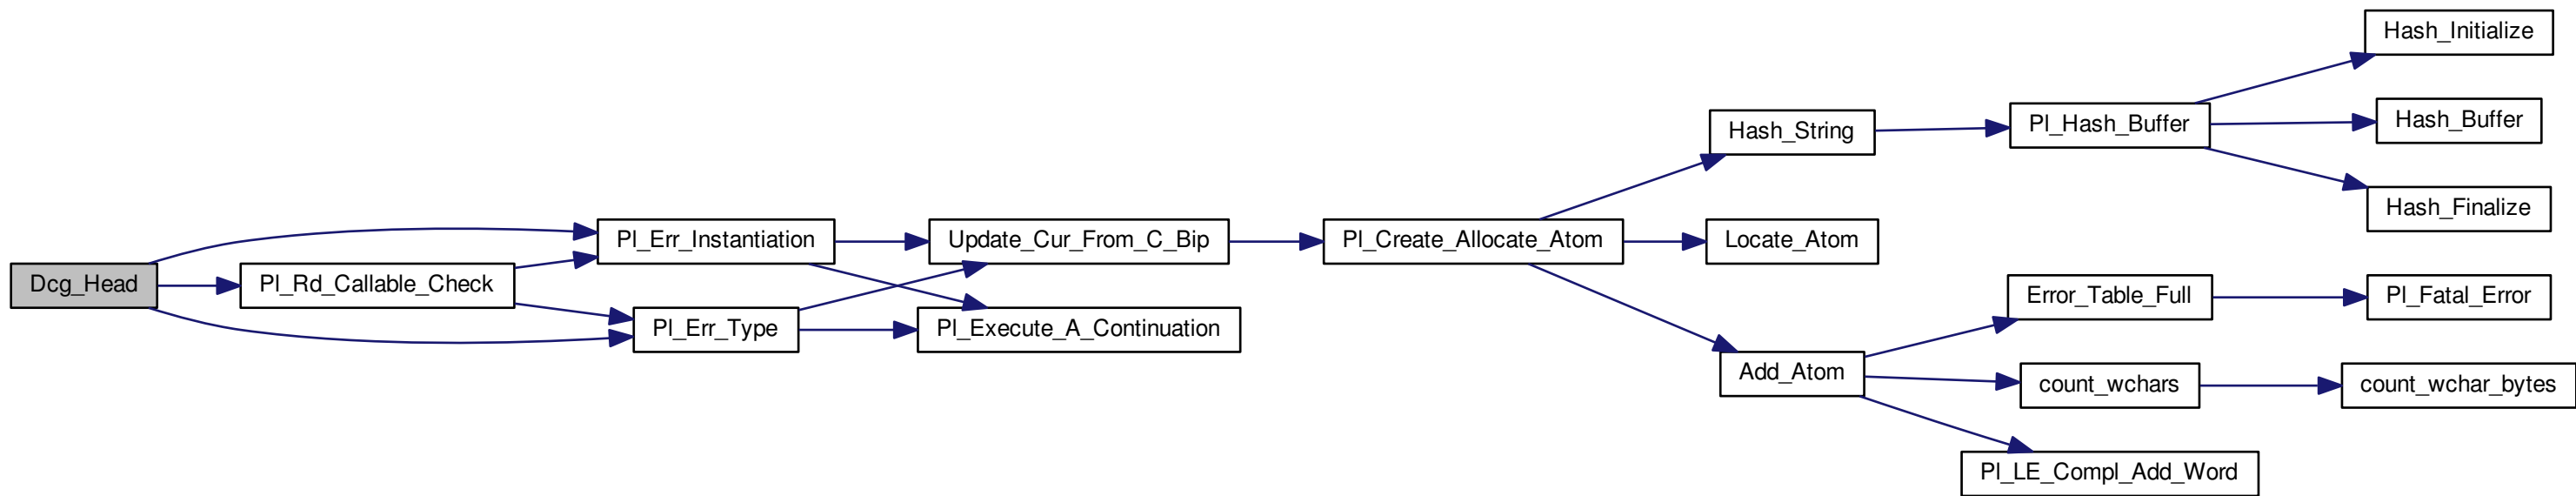 Dcg_Head
Pl_Rd_Callable_Check
Pl_Err_Instantiation
Pl_Err_Type
Update_Cur_From_C_Bip
Pl_Execute_A_Continuation
Pl_Create_Allocate_Atom
Hash_String
Locate_Atom
Add_Atom
Pl_Hash_Buffer
Error_Table_Full
count_wchars
Pl_LE_Compl_Add_Word
Hash_Initialize
Hash_Buffer
Hash_Finalize
Pl_Fatal_Error
count_wchar_bytes